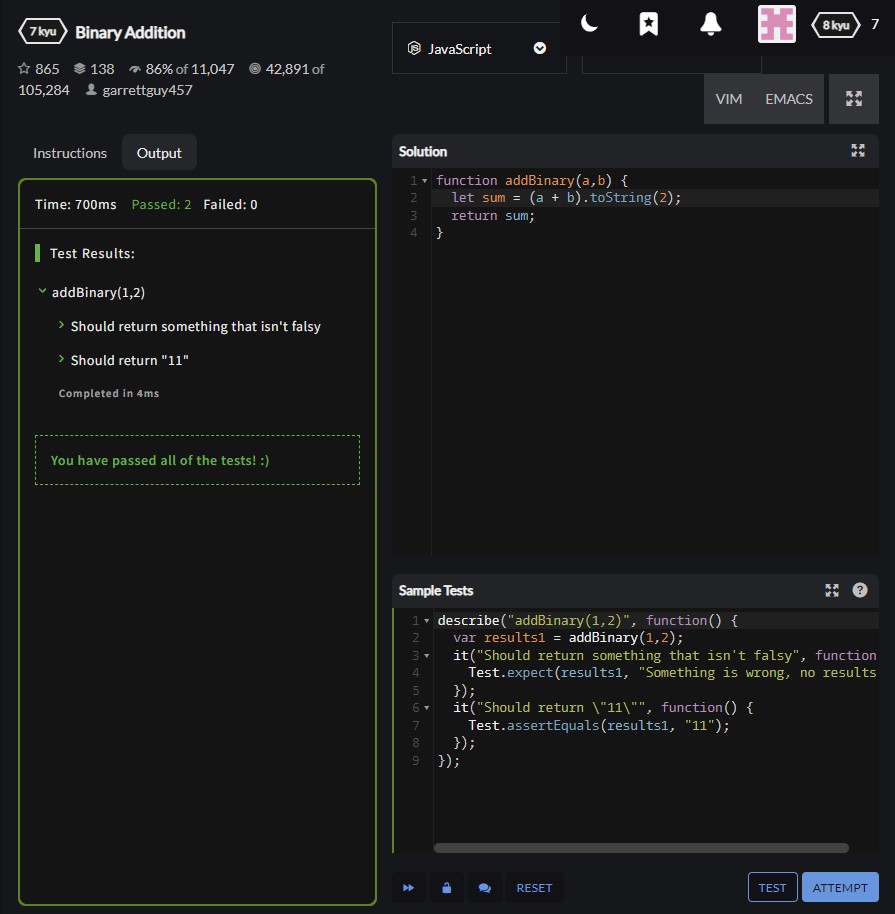 7 kyu Binary Addition
865 138 86% of 11,047 42,891 of
105,284 garrettguy457
JavaScript
8 kyu 7
VIM EMACS
Instructions Output
Time: 700ms Passed: 2 Failed: 0
Test Results:
addBinary(1,2)
Should return something that isn't falsy
Should return "11"
Completed in 4ms
You have passed all of the tests! :)
Solution
1 function addBinary(a,b) {
2 let sum = (a + b).toString(2);
3 return sum;
4 }
Sample Tests
?
1 describe("addBinary(1,2)", function() {
2 var results1 = addBinary(1,2);
3 it("Should return something that isn't falsy", function
4 Test.expect(results1, "Something is wrong, no results
5 });
6 it("Should return \"11\"", function() {
7 Test.assertEquals(results1, "11");
8 });
9 });
RESET
TEST ATTEMPT